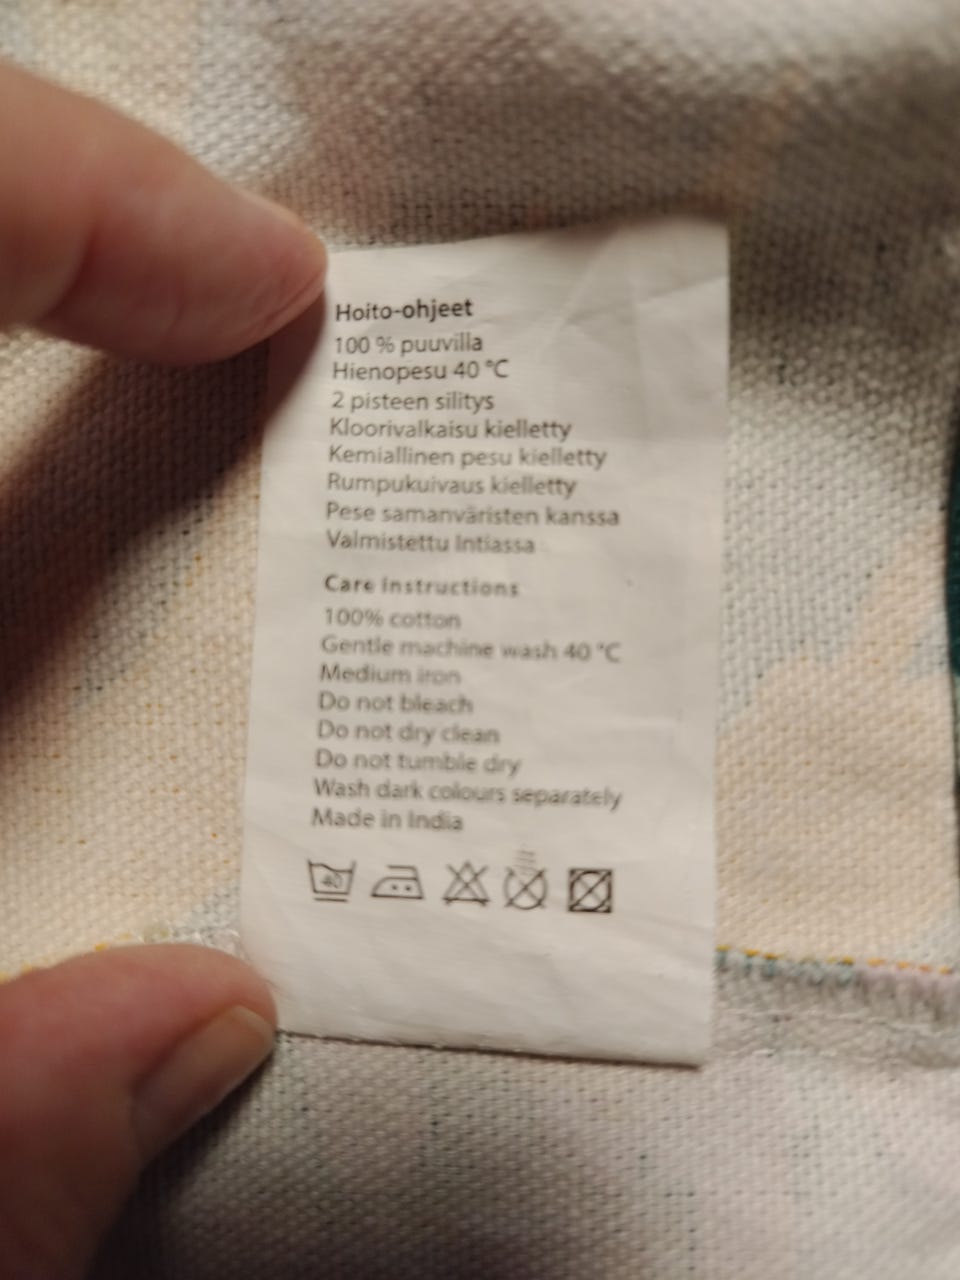 Hoito-ohjeet
100 % puuvilla
Hienopesu 40 °C
2 pisteen silitys
Kloorivalkaisu kielletty
Kemiallinen pesu kielletty
Rumpukuivaus kielletty
Pese samanväristen kanssa
Valmistettu Intiassa
Care Instructions
100% cotton
Gentle machine wash 40 °C
Medium iron
Do not bleach
Do not dry clean
Do not tumble dry
Wash dark colours separately
Made in India
40